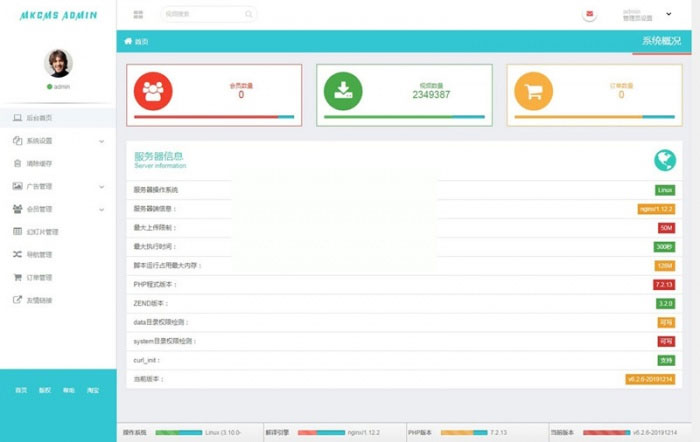 MKCMS ADMIN
视频搜索
admin
管理员设置
首页
系统概况
admin
后台首页
系统设置
清除缓存
广告管理
会员管理
幻灯片管理
导航管理
订单管理
友情链接
首页 版权 帮助 淘宝
会员数量
0
视频数量
2349387
订单数量
0
服务器信息
Server information
服务器操作系统 Linux
服务器端信息： nginx/1.12.2
最大上传限制： 50M
最大执行时间： 300秒
脚本运行占用最大内存： 128M
PHP程式版本： 7.2.13
ZEND版本： 3.2.0
data目录权限检测： 可写
system目录权限检测： 可写
curl_init： 支持
当前版本： v6.2.6-20191214
操作系统 Linux (3.10.0- 解译引擎 nginx/1.12.2 PHP版本 7.2.13 当前版本 v6.2.6-20191214